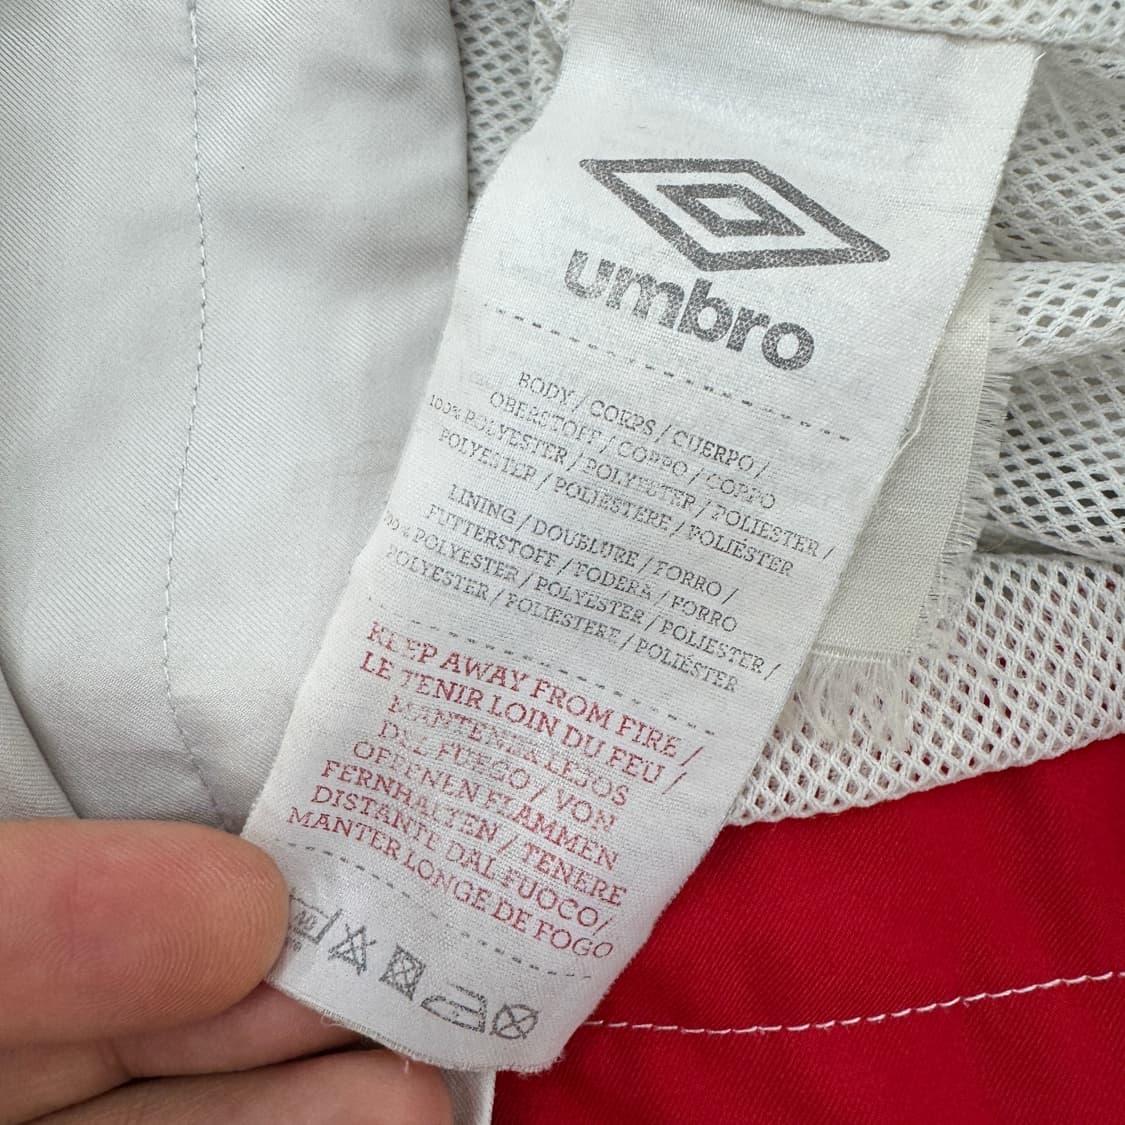 umbro
BODY / CORPS / CUERPO /
OBERSTOFF / CORPO / CORPO
100% POLYESTER / POLYESTER / POLIESTER /
POLYESTER / POLIESTERE / POLIÉSTER
LINING / DOUBLURE / FORRO /
FUTTERSTOFF / FODERA / FORRO
100% POLYESTER / POLYESTER / POLIESTER /
POLYESTER / POLIESTERE / POLIÉSTER
KEEP AWAY FROM FIRE /
LE TENIR LOIN DU FEU /
MANTENER LEJOS
DEL FUEGO / VON
OFFENEN FLAMMEN
FERNHALTEN / TENERE
DISTANTE DAL FUOCO/
MANTER LONGE DE FOGO